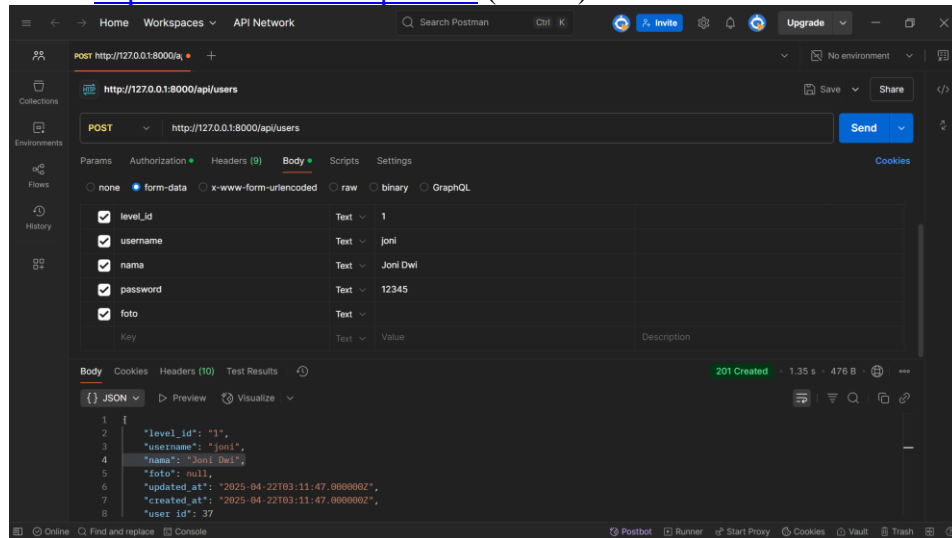 Home Workspaces API Network Search Postman Ctrl K Invite Upgrade
POST http://127.0.0.1:8000/a No environment
HTTP http://127.0.0.1:8000/api/users Save Share
Collections
POST http://127.0.0.1:8000/api/users Send
Environments
Params Authorization Headers (9) Body Scripts Settings Cookies
Flows
none form-data x-www-form-urlencoded raw binary GraphQL
History
level_id Text 1
username Text joni
nama Text Joni Dwi
password Text 12345
foto Text
Key Text Value Description
Body Cookies Headers (10) Test Results 201 Created 1.35 s 476 B
{} JSON Preview Visualize
1 {
2 "level_id": "1",
3 "username": "joni",
4 "nama": "Joni Dwi",
5 "foto": null,
6 "updated_at": "2025-04-22T03:11:47.000000Z",
7 "created_at": "2025-04-22T03:11:47.000000Z",
8 "user_id": 37
Online Find and replace Console Postbot Runner Start Proxy Cookies Vault Trash